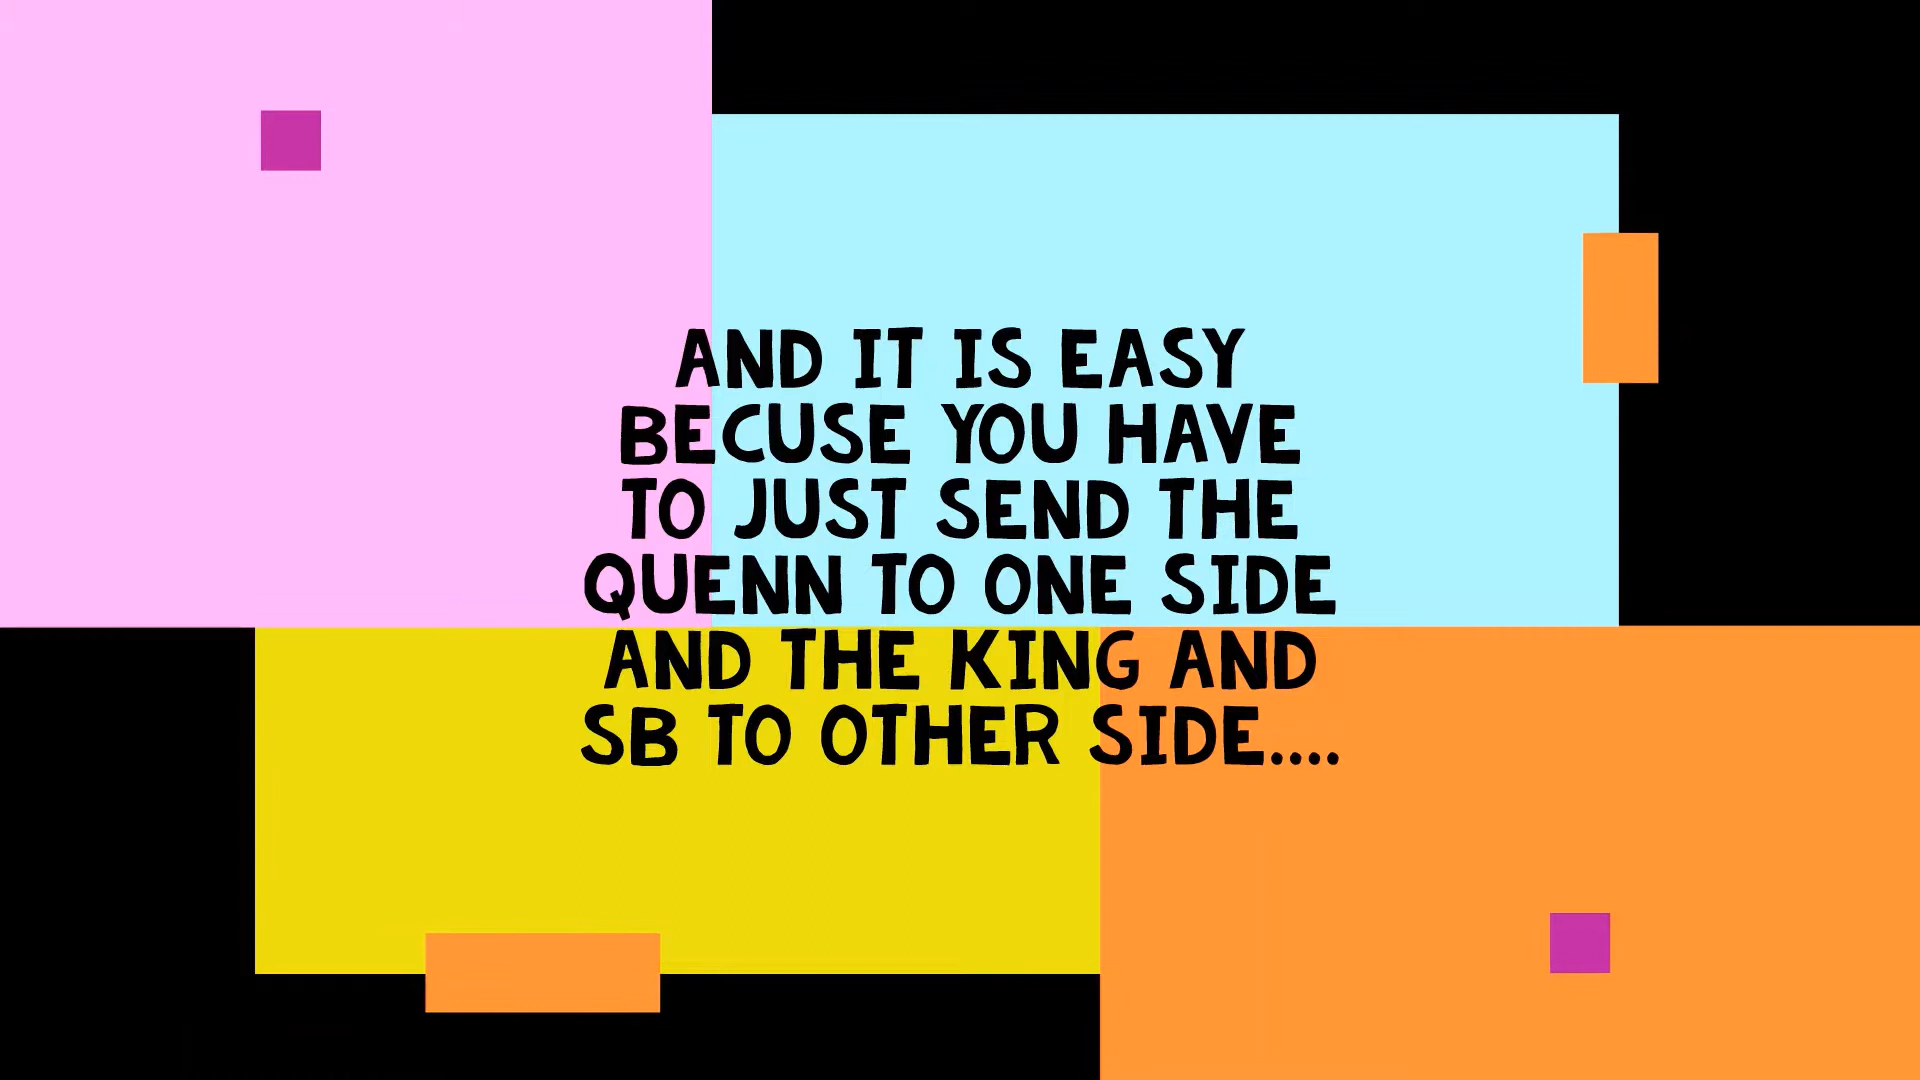 AND IT IS EASY
BECUSE YOU HAVE
TO JUST SEND THE
QUENN TO ONE SIDE
AND THE KING AND
SB TO OTHER SIDE....